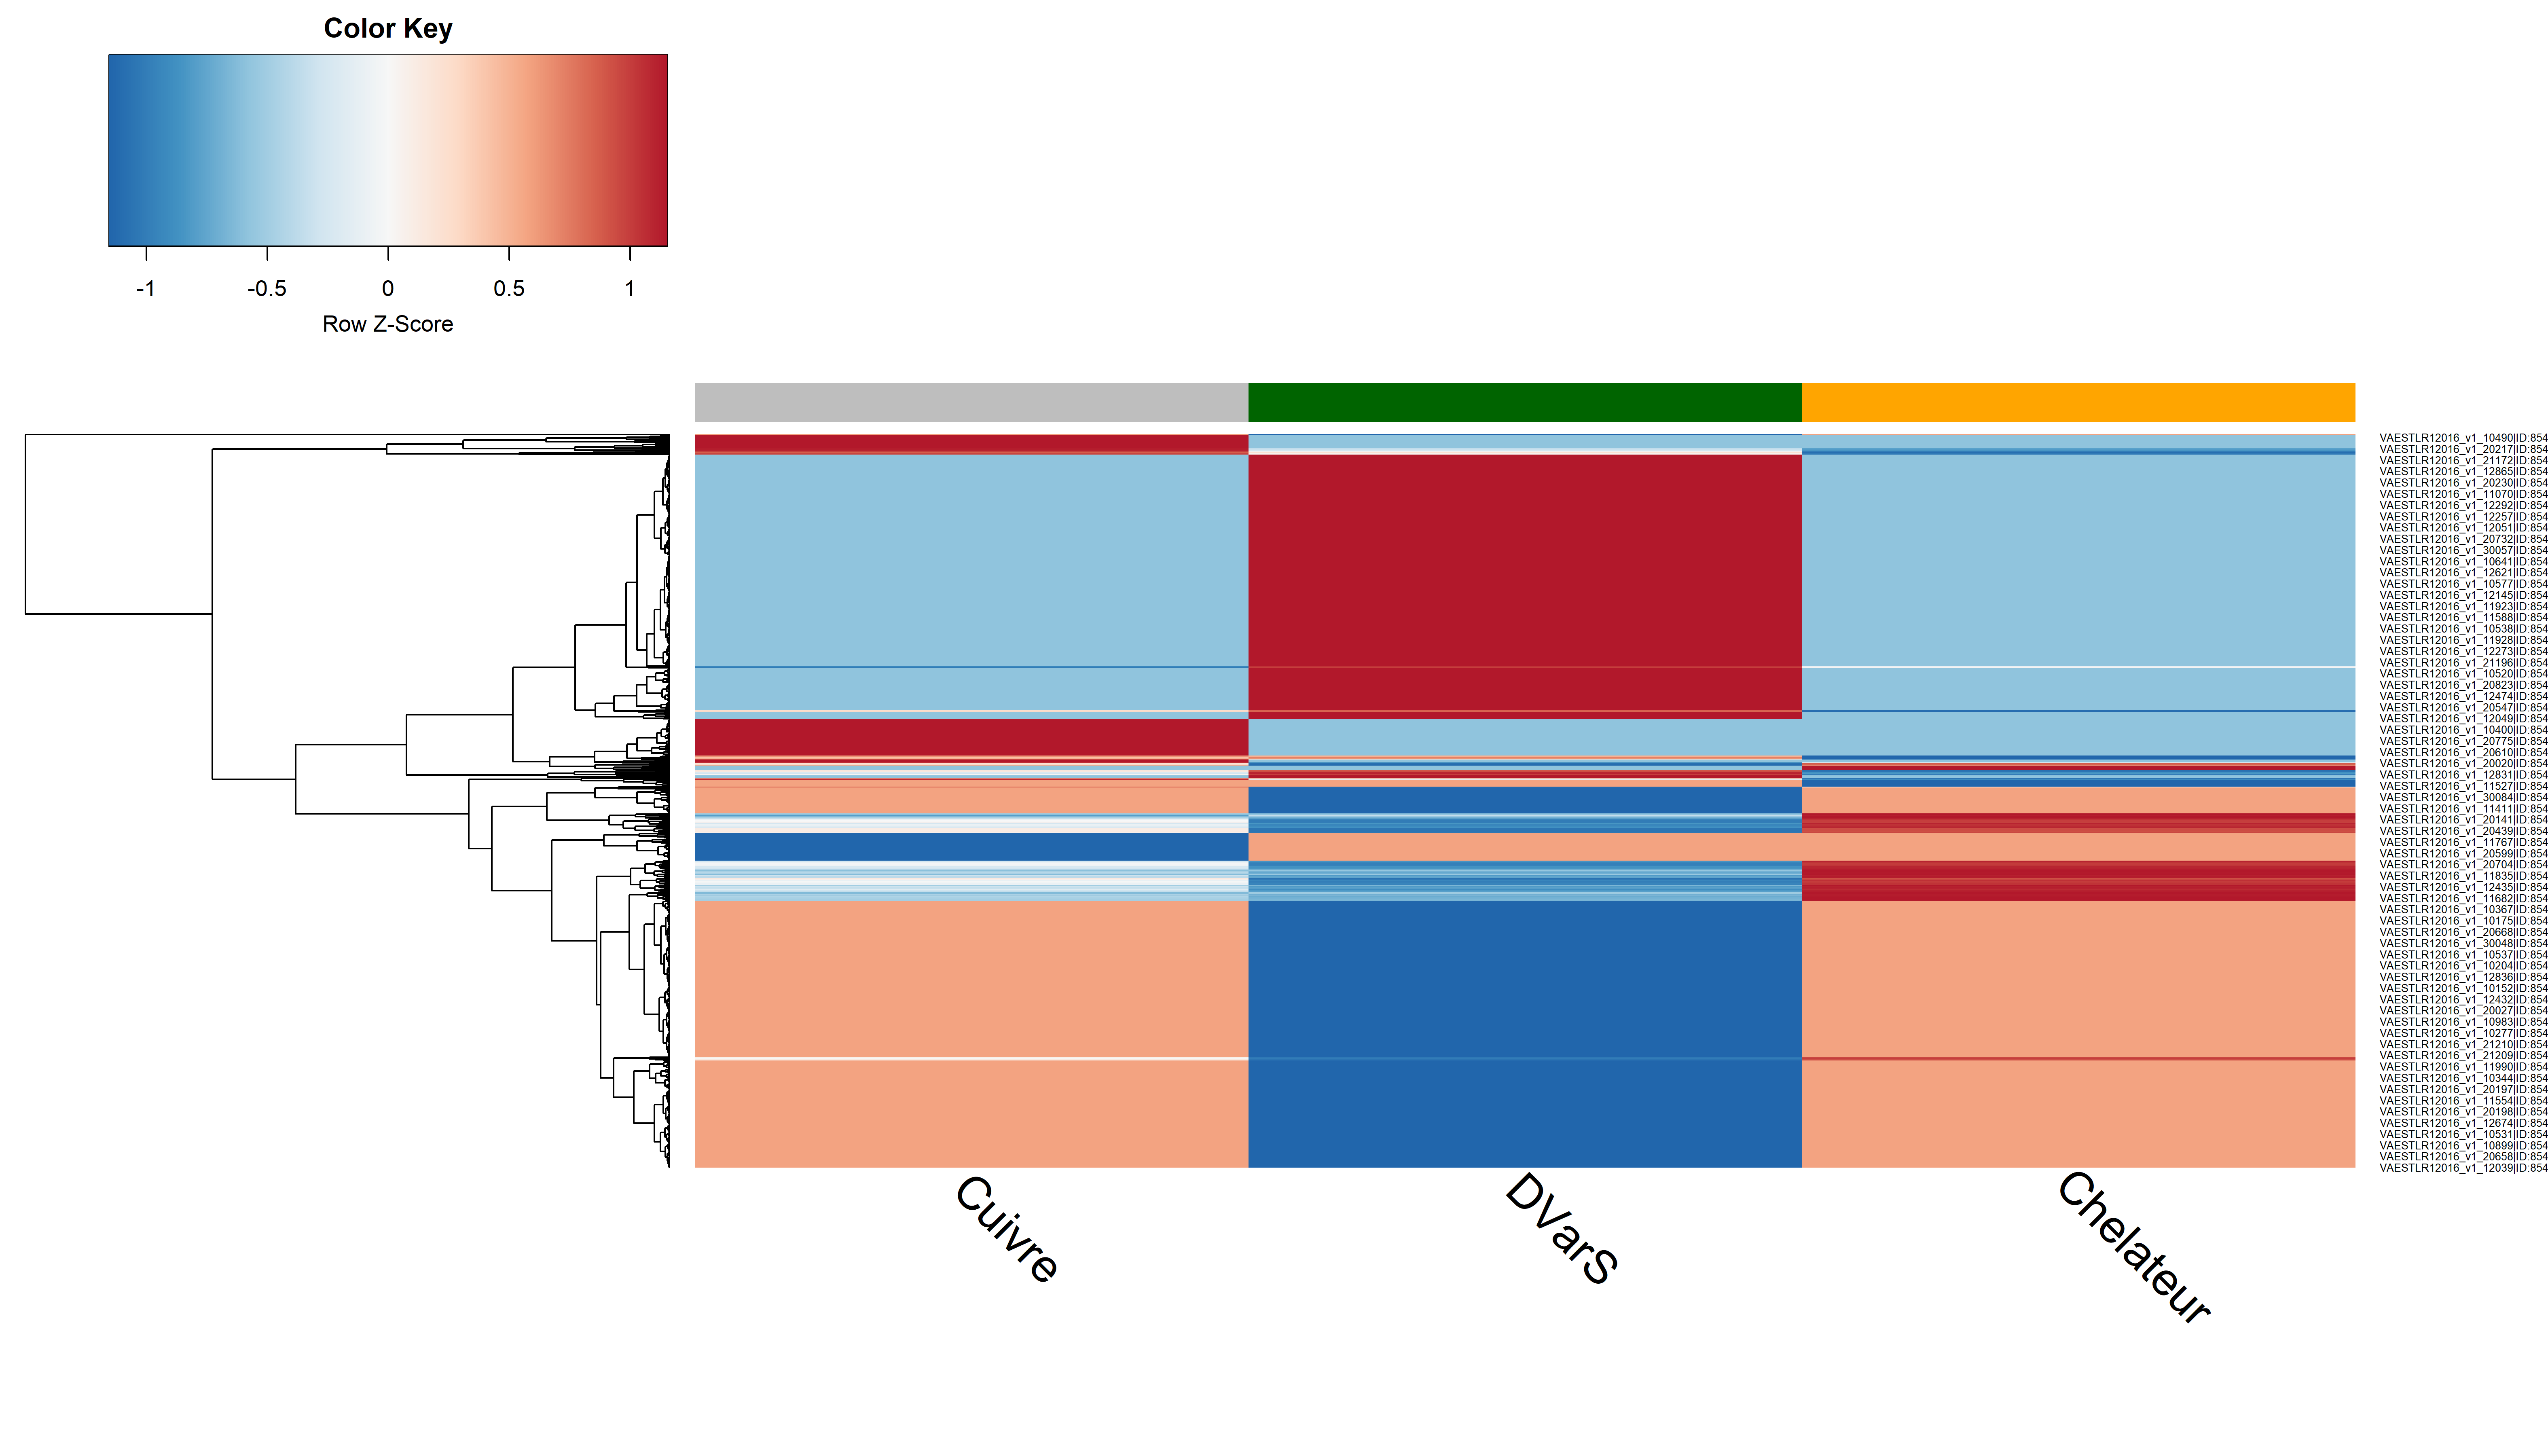 Color Key
-1 -0.5 0 0.5 1
Row Z-Score
VAESTLR12016_v1_10490|ID:854
VAESTLR12016_v1_20217|ID:854
VAESTLR12016_v1_21172|ID:854
VAESTLR12016_v1_12865|ID:854
VAESTLR12016_v1_20230|ID:854
VAESTLR12016_v1_11070|ID:854
VAESTLR12016_v1_12292|ID:854
VAESTLR12016_v1_12257|ID:854
VAESTLR12016_v1_12051|ID:854
VAESTLR12016_v1_20732|ID:854
VAESTLR12016_v1_30057|ID:854
VAESTLR12016_v1_10641|ID:854
VAESTLR12016_v1_12621|ID:854
VAESTLR12016_v1_10577|ID:854
VAESTLR12016_v1_12145|ID:854
VAESTLR12016_v1_11923|ID:854
VAESTLR12016_v1_11588|ID:854
VAESTLR12016_v1_10538|ID:854
VAESTLR12016_v1_11928|ID:854
VAESTLR12016_v1_12273|ID:854
VAESTLR12016_v1_21196|ID:854
VAESTLR12016_v1_10520|ID:854
VAESTLR12016_v1_20823|ID:854
VAESTLR12016_v1_12474|ID:854
VAESTLR12016_v1_20547|ID:854
VAESTLR12016_v1_12049|ID:854
VAESTLR12016_v1_10400|ID:854
VAESTLR12016_v1_20775|ID:854
VAESTLR12016_v1_20610|ID:854
VAESTLR12016_v1_20020|ID:854
VAESTLR12016_v1_12831|ID:854
VAESTLR12016_v1_11527|ID:854
VAESTLR12016_v1_30084|ID:854
VAESTLR12016_v1_11411|ID:854
VAESTLR12016_v1_20141|ID:854
VAESTLR12016_v1_20439|ID:854
VAESTLR12016_v1_11767|ID:854
VAESTLR12016_v1_20599|ID:854
VAESTLR12016_v1_20704|ID:854
VAESTLR12016_v1_11835|ID:854
VAESTLR12016_v1_12435|ID:854
VAESTLR12016_v1_11682|ID:854
VAESTLR12016_v1_10367|ID:854
VAESTLR12016_v1_10175|ID:854
VAESTLR12016_v1_20668|ID:854
VAESTLR12016_v1_30048|ID:854
VAESTLR12016_v1_10537|ID:854
VAESTLR12016_v1_10204|ID:854
VAESTLR12016_v1_12836|ID:854
VAESTLR12016_v1_10152|ID:854
VAESTLR12016_v1_12432|ID:854
VAESTLR12016_v1_20027|ID:854
VAESTLR12016_v1_10983|ID:854
VAESTLR12016_v1_10277|ID:854
VAESTLR12016_v1_21210|ID:854
VAESTLR12016_v1_21209|ID:854
VAESTLR12016_v1_11990|ID:854
VAESTLR12016_v1_10344|ID:854
VAESTLR12016_v1_20197|ID:854
VAESTLR12016_v1_11554|ID:854
VAESTLR12016_v1_20198|ID:854
VAESTLR12016_v1_12674|ID:854
VAESTLR12016_v1_10531|ID:854
VAESTLR12016_v1_10899|ID:854
VAESTLR12016_v1_20658|ID:854
VAESTLR12016_v1_12039|ID:854
Cuivre DVarS Chelateur